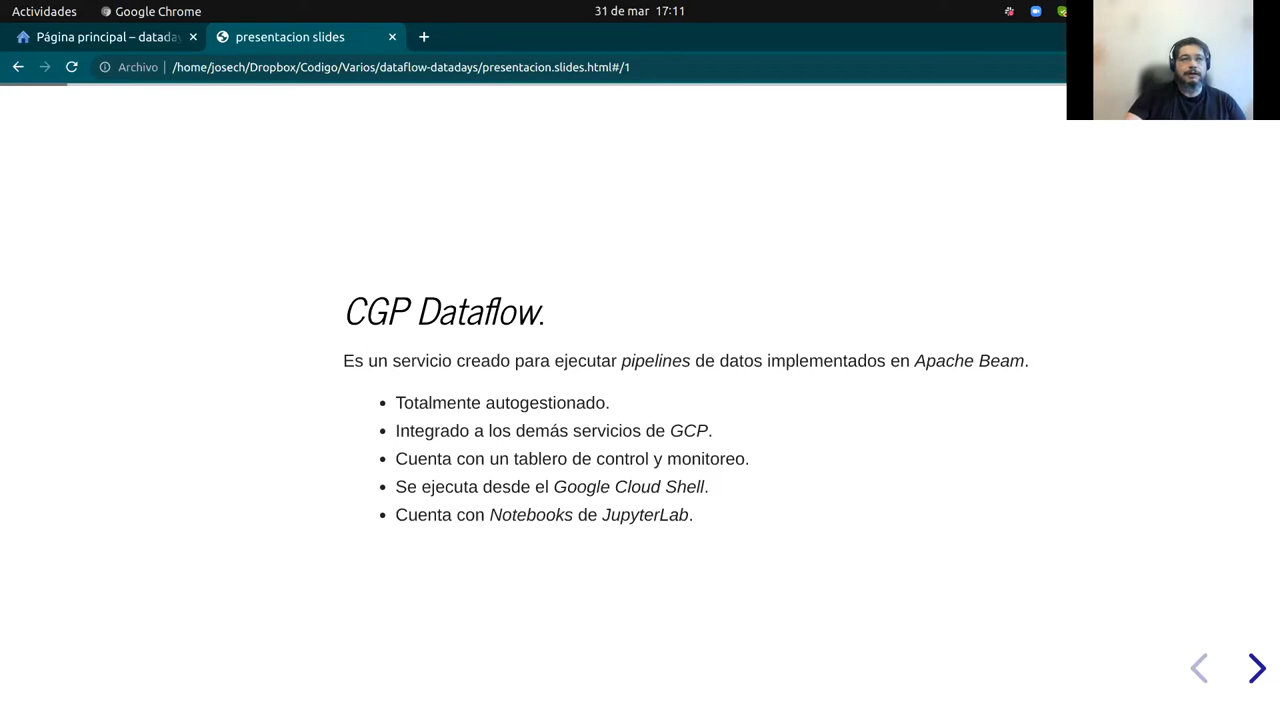 Actividades
Google Chrome
31 de mar 17:11
Página principal – datada
presentacion slides
Archivo
/home/josech/Dropbox/Codigo/Varios/dataflow-datadays/presentacion.slides.html#/1
CGP Dataflow.
Es un servicio creado para ejecutar pipelines de datos implementados en Apache Beam.
Totalmente autogestionado.
Integrado a los demás servicios de GCP.
Cuenta con un tablero de control y monitoreo.
Se ejecuta desde el Google Cloud Shell.
Cuenta con Notebooks de JupyterLab.